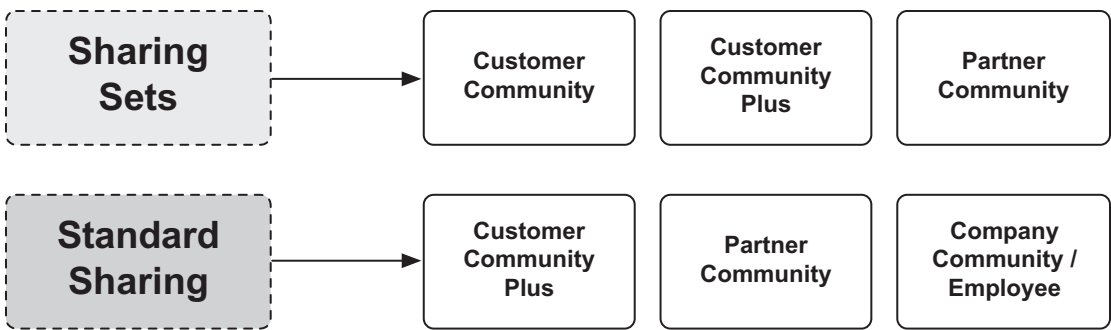 Sharing
Sets
Customer
Community
Customer
Community
Plus
Partner
Community
Standard
Sharing
Customer
Community
Plus
Partner
Community
Company
Community /
Employee